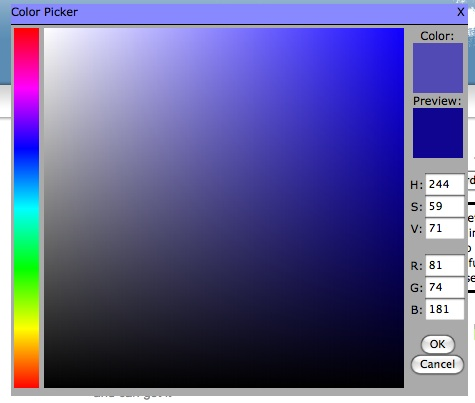 Color Picker X
Color:
Preview:
H: 244
S: 59
V: 71
R: 81
G: 74
B: 181
OK
Cancel